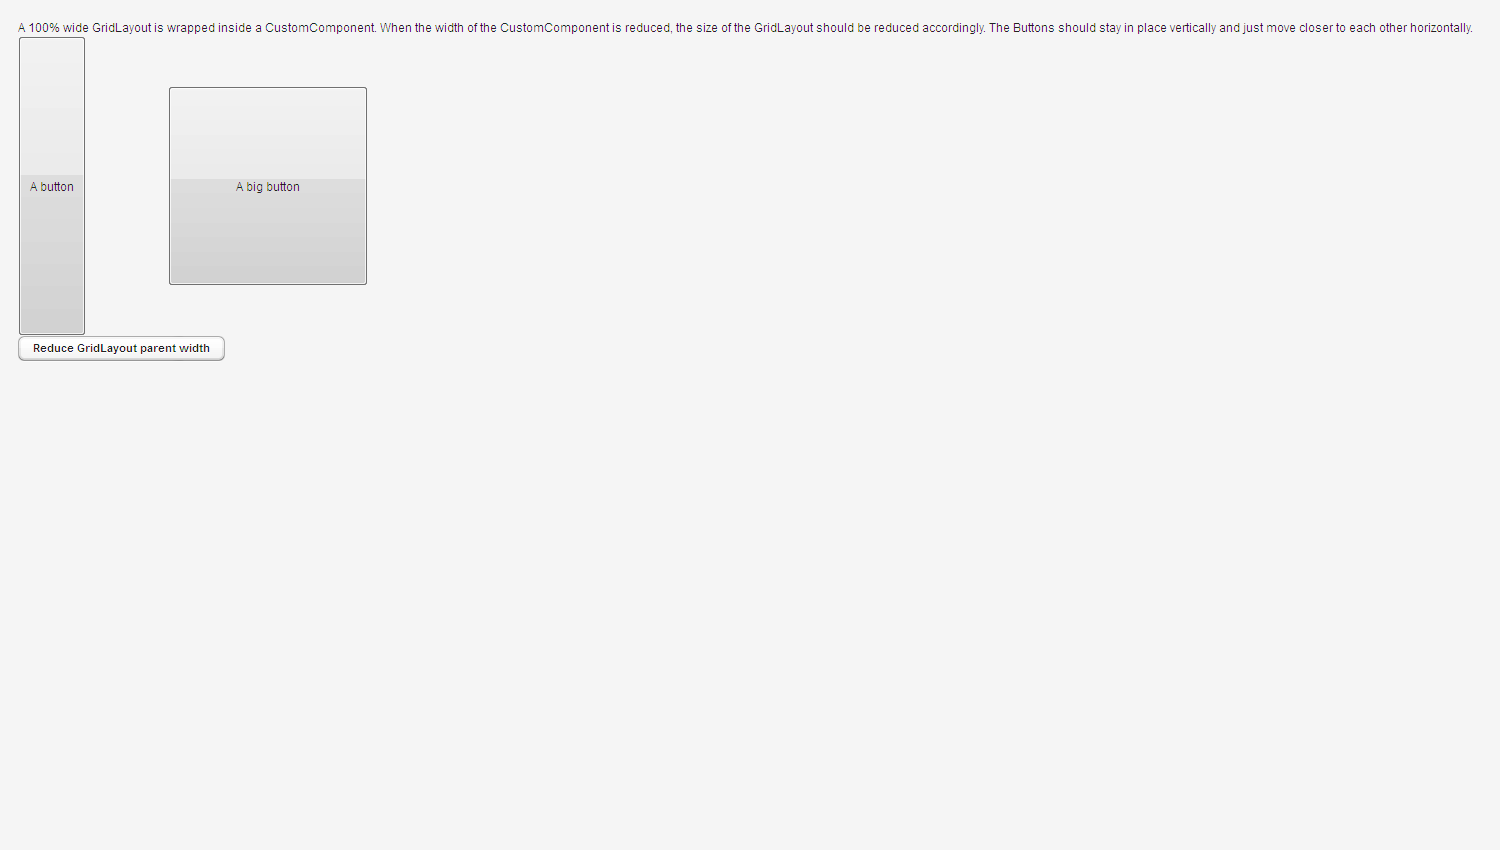 A 100% wide GridLayout is wrapped inside a CustomComponent. When the width of the CustomComponent is reduced, the size of the GridLayout should be reduced accordingly. The Buttons should stay in place vertically and just move closer to each other horizontally.
A button
A big button
Reduce GridLayout parent width